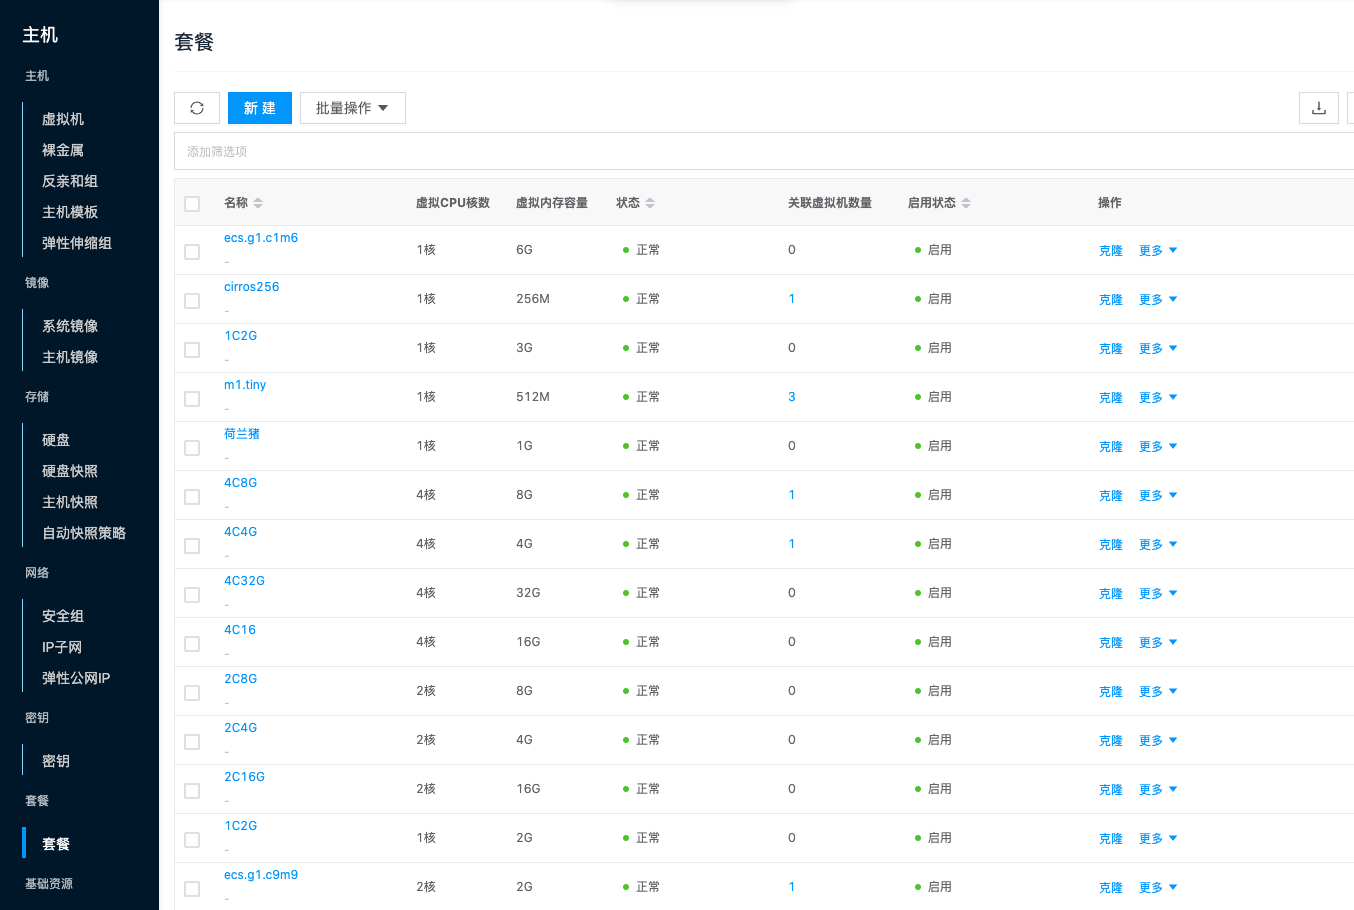 主机
主机
虚拟机
裸金属
反亲和组
主机模板
弹性伸缩组
镜像
系统镜像
主机镜像
存储
硬盘
硬盘快照
主机快照
自动快照策略
网络
安全组
IP子网
弹性公网IP
密钥
密钥
套餐
套餐
基础资源
套餐
新 建 批量操作
添加筛选项
名称 虚拟CPU核数 虚拟内存容量 状态 关联虚拟机数量 启用状态 操作
ecs.g1.c1m6
- 1核 6G 正常 0 启用 克隆 更多
cirros256
- 1核 256M 正常 1 启用 克隆 更多
1C2G
- 1核 3G 正常 0 启用 克隆 更多
m1.tiny
- 1核 512M 正常 3 启用 克隆 更多
荷兰猪
- 1核 1G 正常 0 启用 克隆 更多
4C8G
- 4核 8G 正常 1 启用 克隆 更多
4C4G
- 4核 4G 正常 1 启用 克隆 更多
4C32G
- 4核 32G 正常 0 启用 克隆 更多
4C16
- 4核 16G 正常 0 启用 克隆 更多
2C8G
- 2核 8G 正常 0 启用 克隆 更多
2C4G
- 2核 4G 正常 0 启用 克隆 更多
2C16G
- 2核 16G 正常 0 启用 克隆 更多
1C2G
- 1核 2G 正常 0 启用 克隆 更多
ecs.g1.c9m9
- 2核 2G 正常 1 启用 克隆 更多